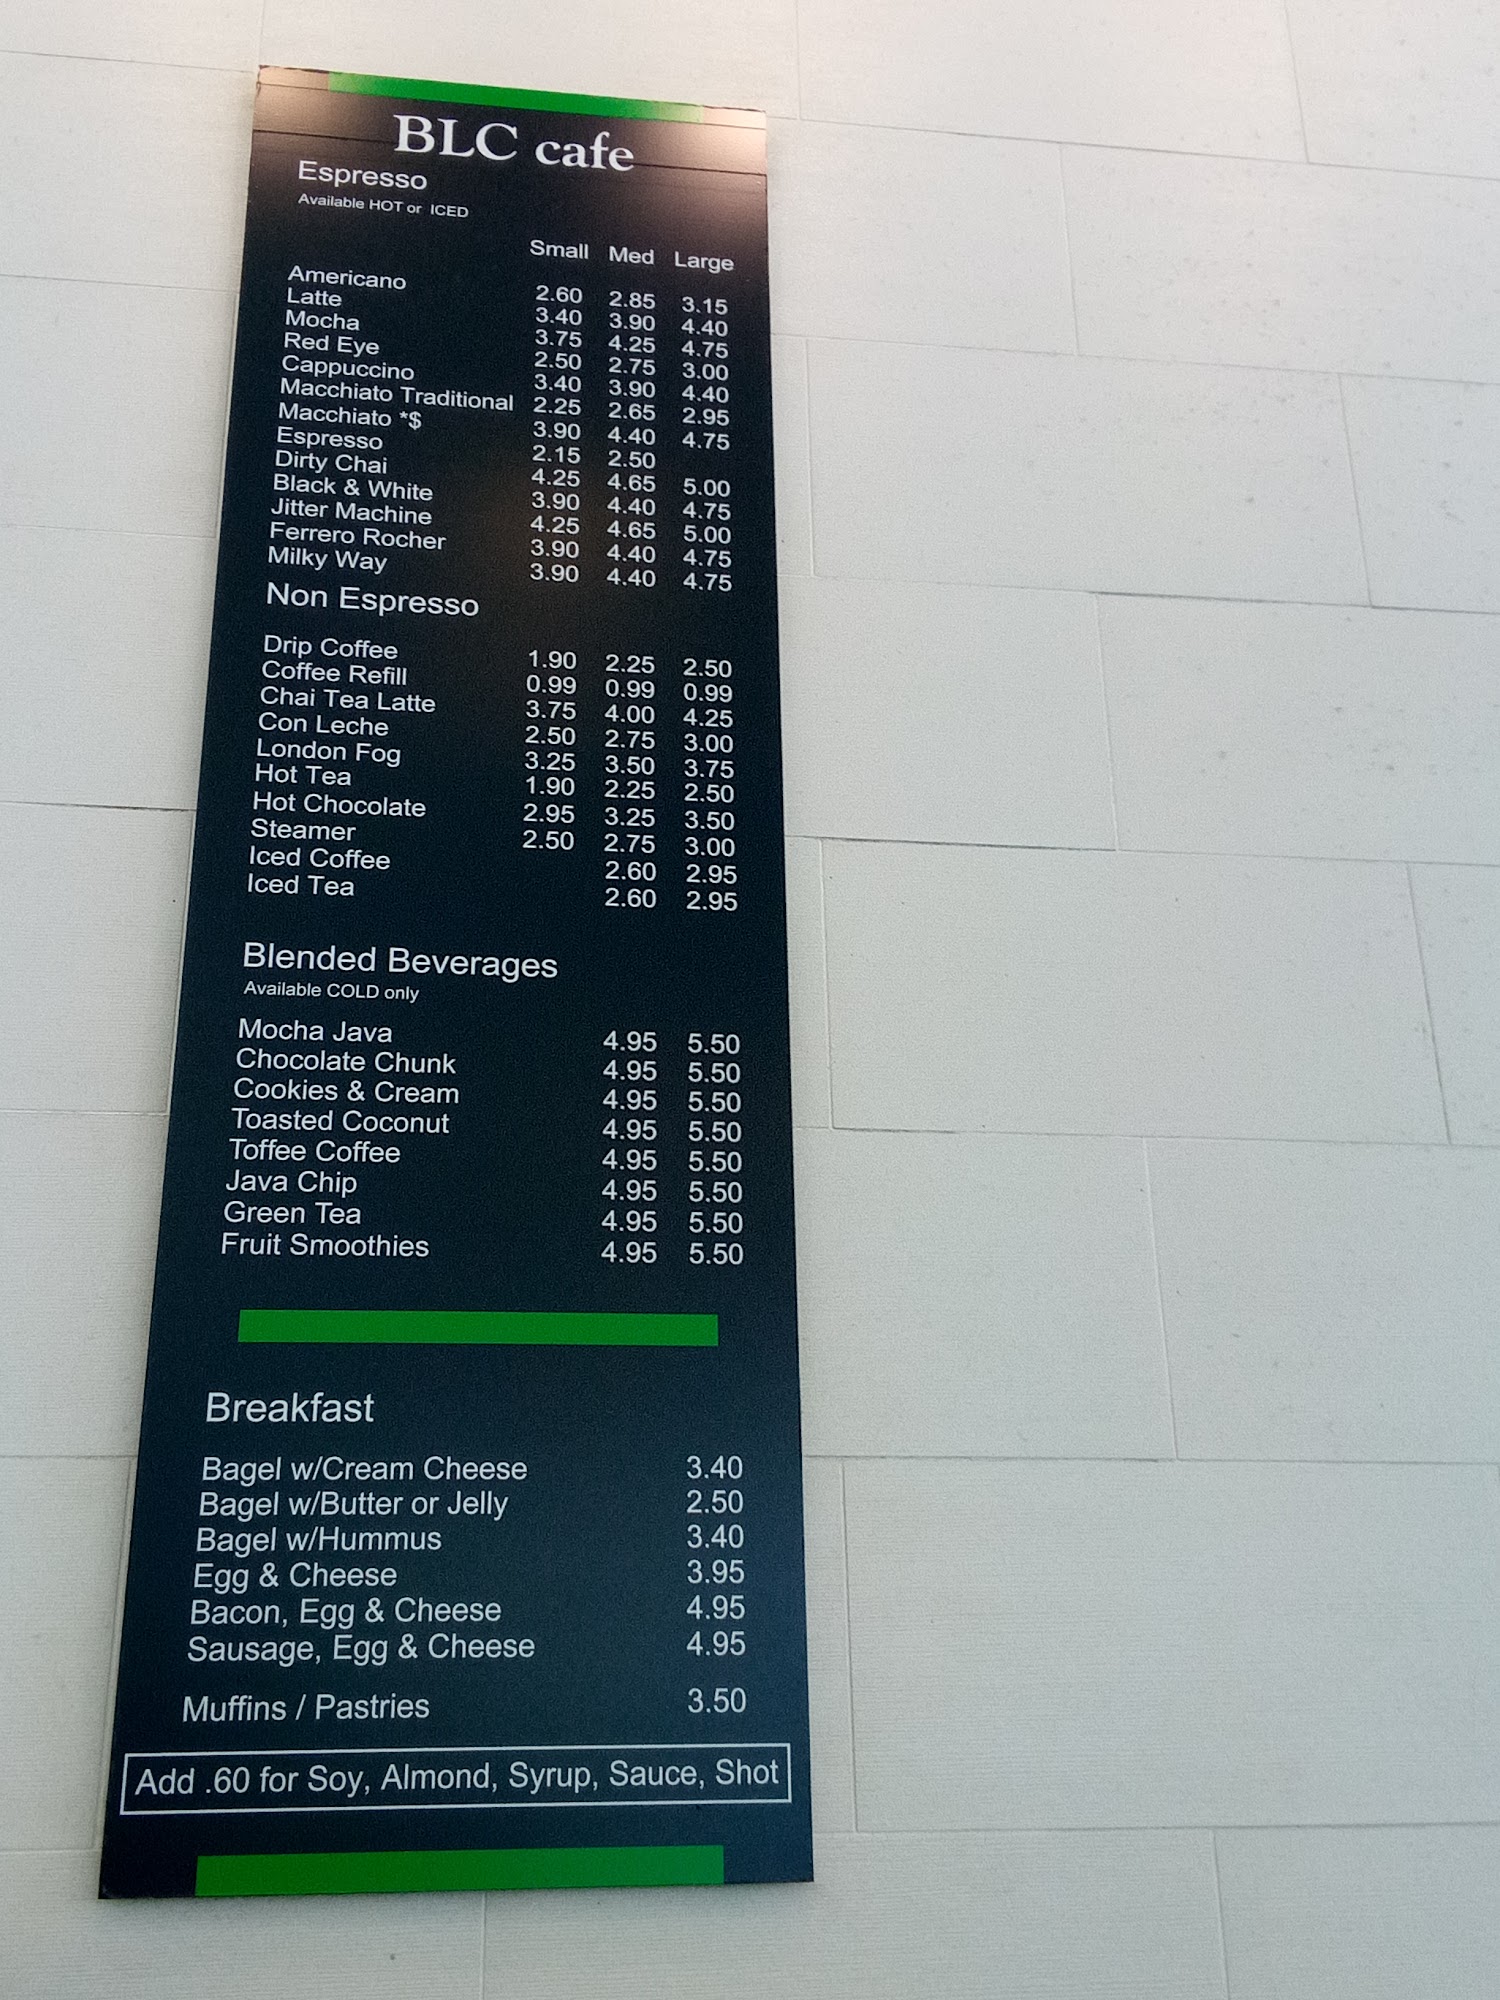 BLC cafe
Espresso
Available HOT or ICED
Small Med Large
Americano 2.60 2.85 3.15
Latte 3.40 3.90 4.40
Mocha 3.75 4.25 4.75
Red Eye 2.50 2.75 3.00
Cappuccino 3.40 3.90 4.40
Macchiato Traditional 2.25 2.65 2.95
Macchiato *$ 3.90 4.40 4.75
Espresso 2.15 2.50
Dirty Chai 4.25 4.65 5.00
Black & White 3.90 4.40 4.75
Jitter Machine 4.25 4.65 5.00
Ferrero Rocher 3.90 4.40 4.75
Milky Way 3.90 4.40 4.75
Non Espresso
Drip Coffee 1.90 2.25 2.50
Coffee Refill 0.99 0.99 0.99
Chai Tea Latte 3.75 4.00 4.25
Con Leche 2.50 2.75 3.00
London Fog 3.25 3.50 3.75
Hot Tea 1.90 2.25 2.50
Hot Chocolate 2.95 3.25 3.50
Steamer 2.50 2.75 3.00
Iced Coffee 2.60 2.95
Iced Tea 2.60 2.95
Blended Beverages
Available COLD only
Mocha Java 4.95 5.50
Chocolate Chunk 4.95 5.50
Cookies & Cream 4.95 5.50
Toasted Coconut 4.95 5.50
Toffee Coffee 4.95 5.50
Java Chip 4.95 5.50
Green Tea 4.95 5.50
Fruit Smoothies 4.95 5.50
Breakfast
Bagel w/Cream Cheese 3.40
Bagel w/Butter or Jelly 2.50
Bagel w/Hummus 3.40
Egg & Cheese 3.95
Bacon, Egg & Cheese 4.95
Sausage, Egg & Cheese 4.95
Muffins / Pastries 3.50
Add .60 for Soy, Almond, Syrup, Sauce, Shot